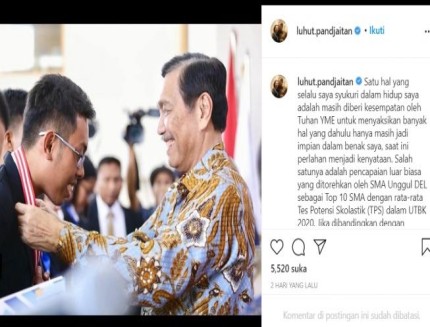 luhut.pandjaitan • Ikuti
luhut.pandjaitan Satu hal yang
selalu saya syukuri dalam hidup saya
adalah masih diberi kesempatan oleh
Tuhan YME untuk menyaksikan banyak
hal yang dahulu hanya masih jadi
impian dalam benak saya, saat ini
perlahan menjadi kenyataan. Salah
satunya adalah pencapaian luar biasa
yang ditorehkan oleh SMA Unggul DEL
sebagai Top 10 SMA dengan rata-rata
Tes Potensi Skolastik (TPS) dalam UTBK
2020. Jika dibandingkan dengan
5,520 suka
2 HARI YANG LALU
Komentar di postingan ini sudah dibatasi.